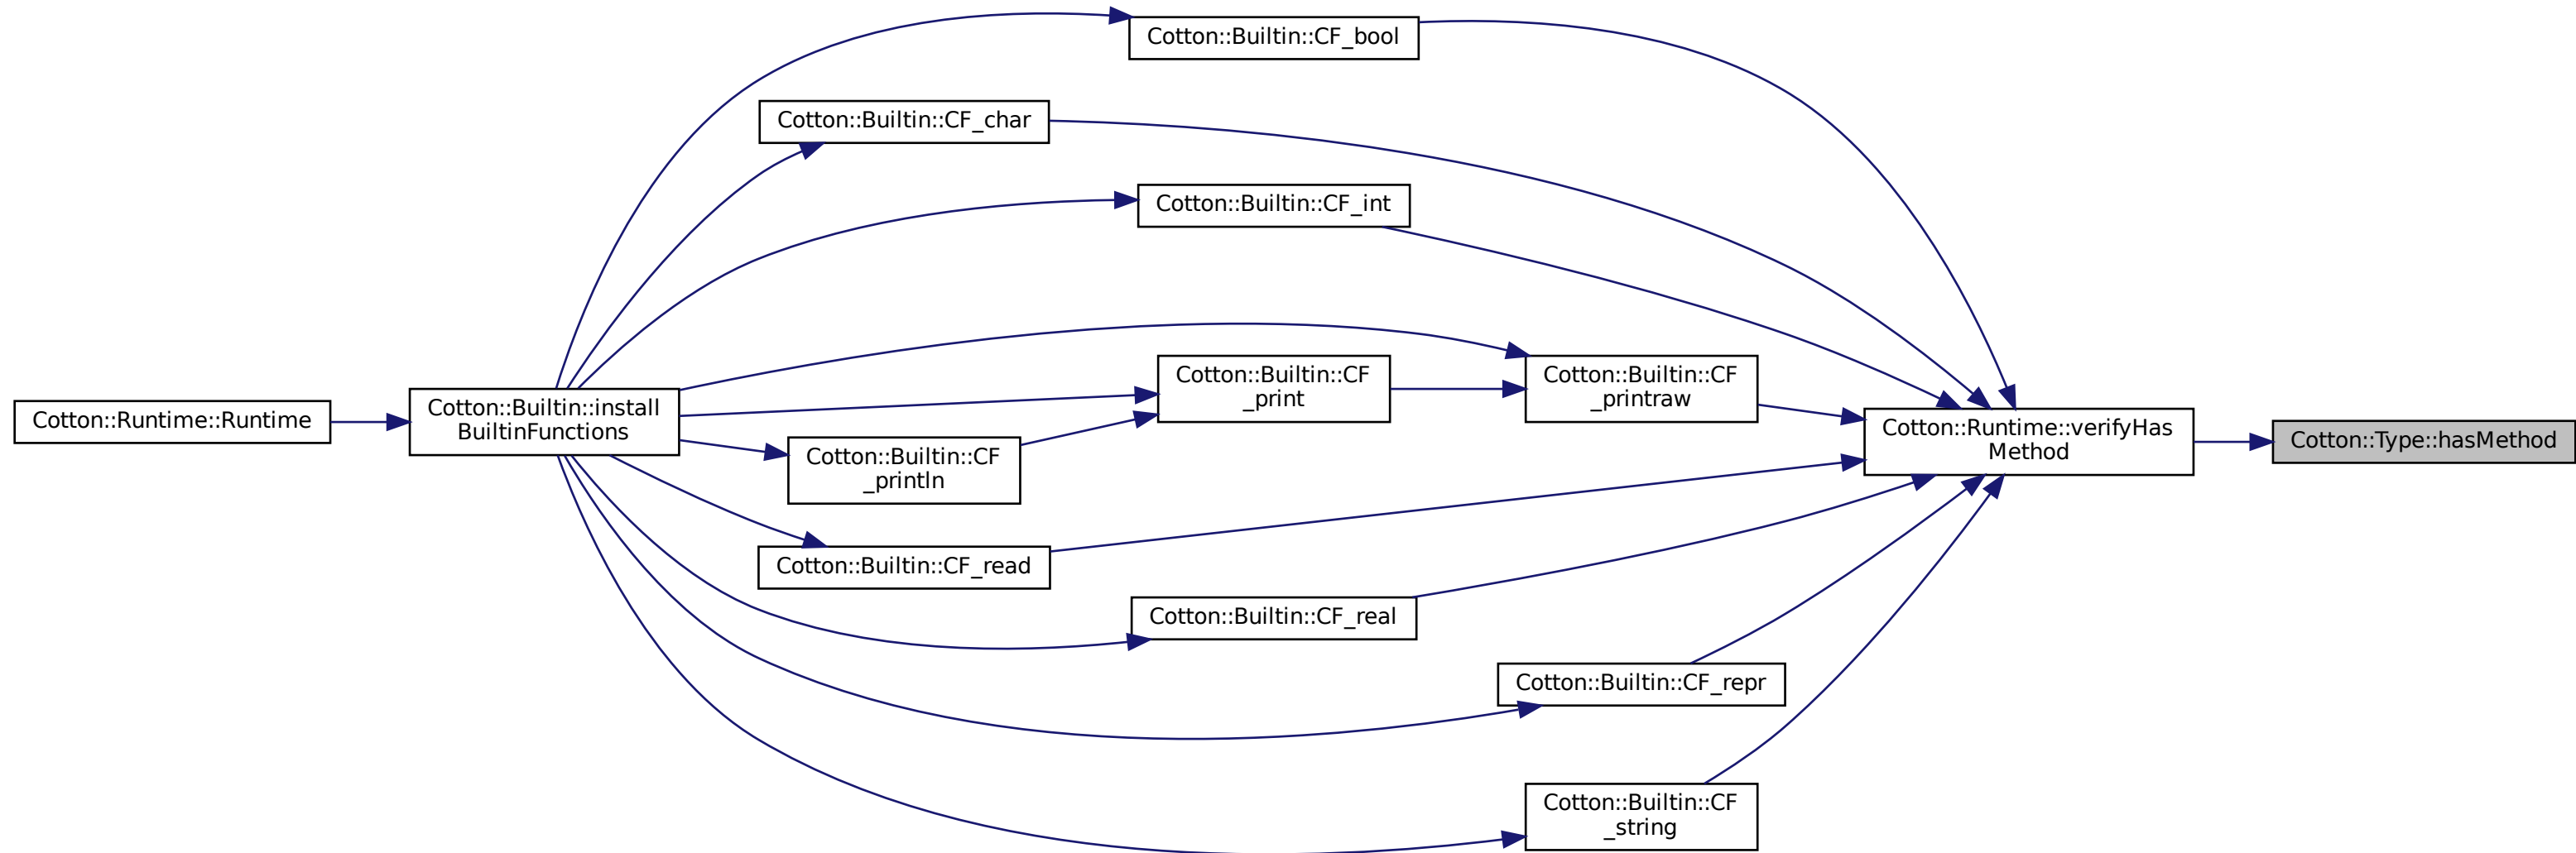 Cotton::Builtin::CF_bool
Cotton::Builtin::CF_char
Cotton::Builtin::CF_int
Cotton::Builtin::CF
_print
Cotton::Builtin::CF
_printraw
Cotton::Runtime::Runtime
Cotton::Builtin::install
BuiltinFunctions
Cotton::Runtime::verifyHas
Method
Cotton::Type::hasMethod
Cotton::Builtin::CF
_println
Cotton::Builtin::CF_read
Cotton::Builtin::CF_real
Cotton::Builtin::CF_repr
Cotton::Builtin::CF
_string